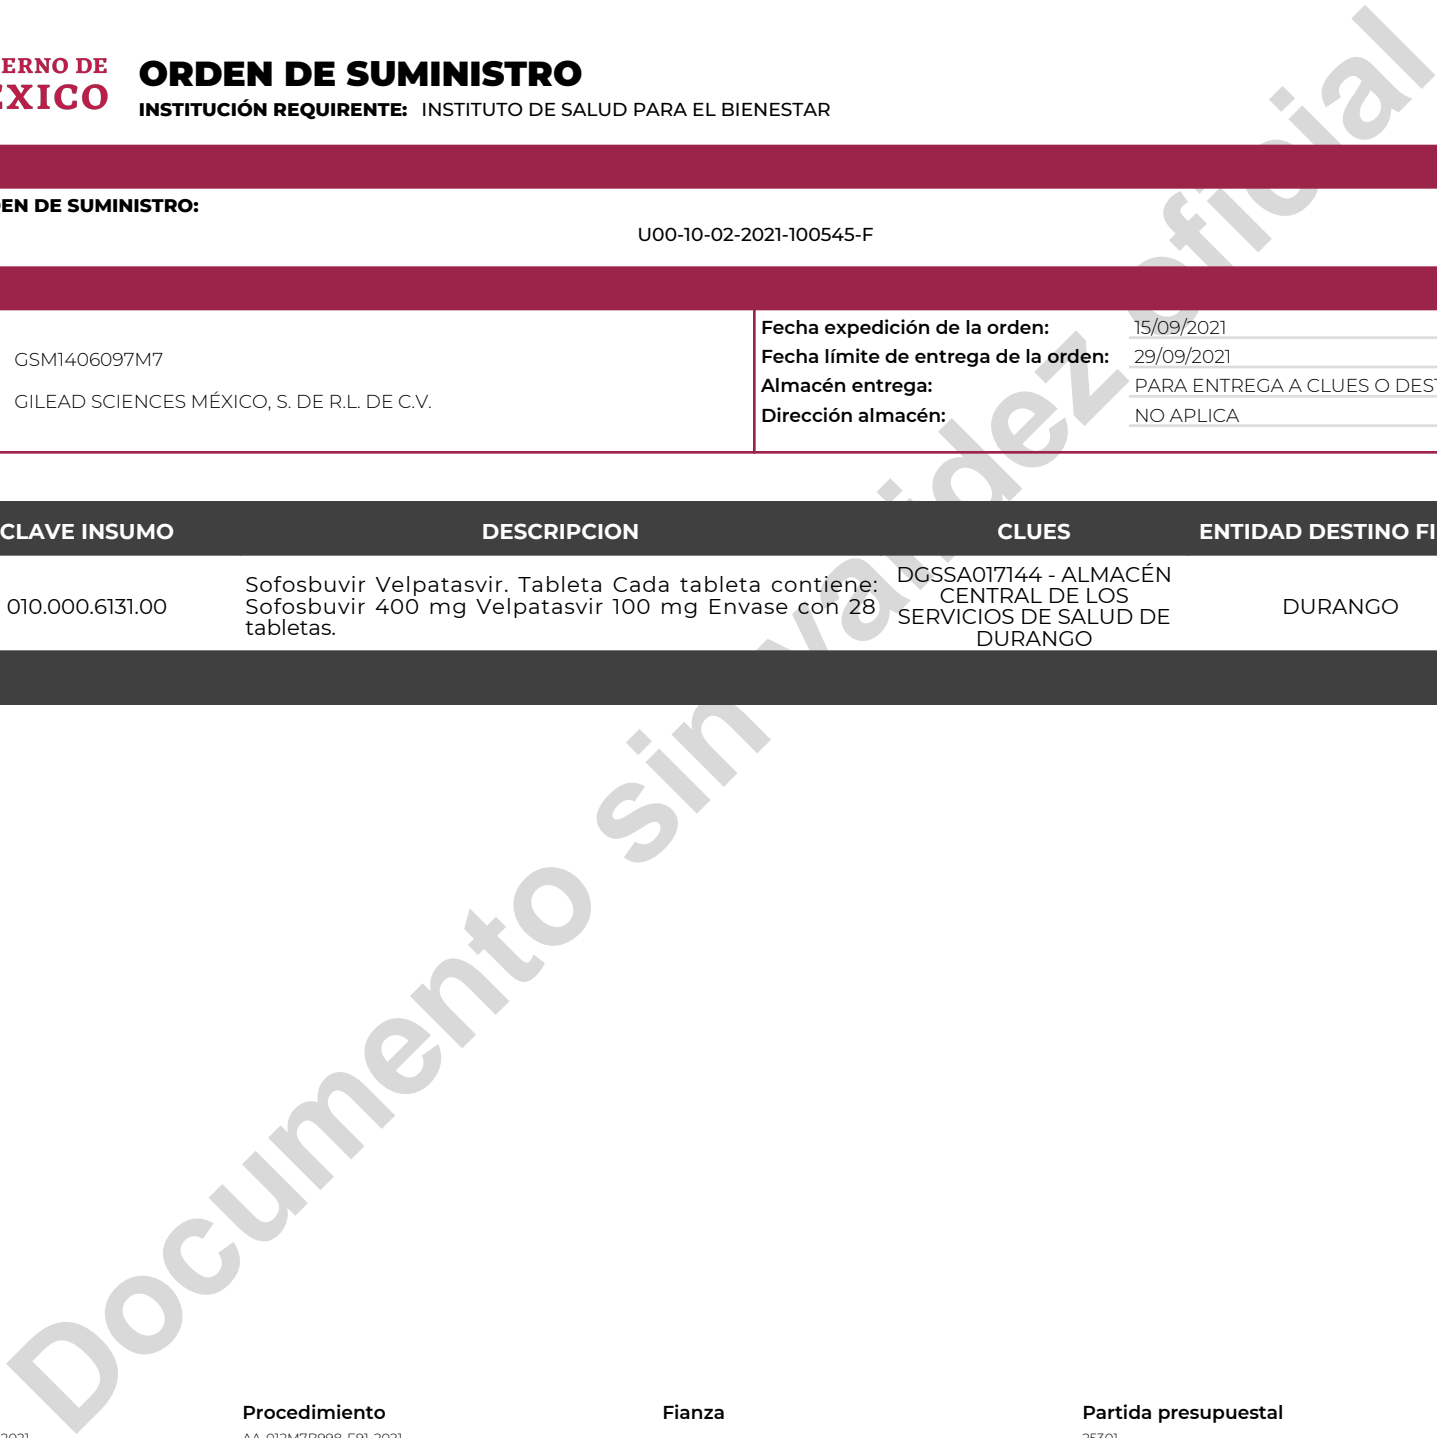 ERNO DE
ÉXICO
ORDEN DE SUMINISTRO
INSTITUCIÓN REQUIRENTE: INSTITUTO DE SALUD PARA EL BIENESTAR
EN DE SUMINISTRO:
U00-10-02-2021-100545-F
GSM1406097M7
GILEAD SCIENCES MÉXICO, S. DE R.L. DE C.V.
Fecha expedición de la orden: 15/09/2021
Fecha límite de entrega de la orden: 29/09/2021
Almacén entrega: PARA ENTREGA A CLUES O DEST
Dirección almacén: NO APLICA
CLAVE INSUMO DESCRIPCION CLUES ENTIDAD DESTINO FI
010.000.6131.00
Sofosbuvir Velpatasvir. Tableta Cada tableta contiene:
Sofosbuvir 400 mg Velpatasvir 100 mg Envase con 28
tabletas.
DGSSA017144 - ALMACÉN
CENTRAL DE LOS
SERVICIOS DE SALUD DE
DURANGO
DURANGO
Documento sin validez oficial
Procedimiento Fianza Partida presupuestal